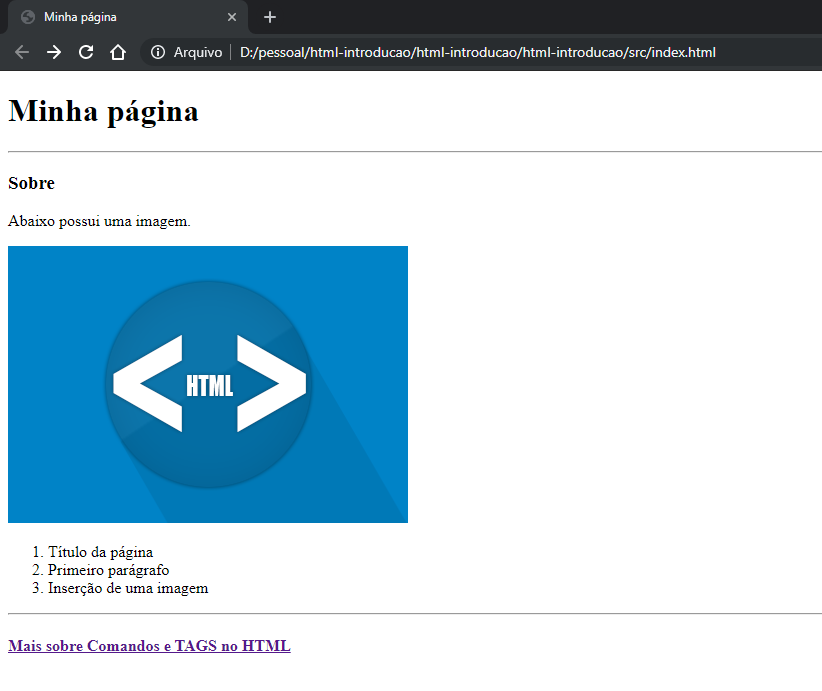 Minha página
Arquivo | D:/pessoal/html-introducao/html-introducao/html-introducao/src/index.html
Minha página
Sobre
Abaixo possui uma imagem.
HTML
1. Título da página
2. Primeiro parágrafo
3. Inserção de uma imagem
Mais sobre Comandos e TAGS no HTML